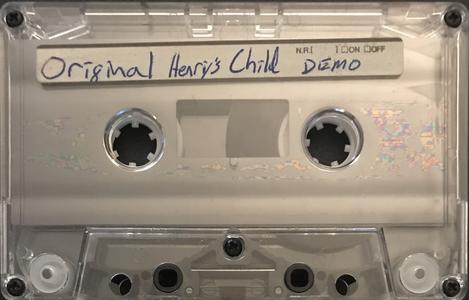 N.R. I ☐ON ☐OFF
Original Henry's Child DEMO